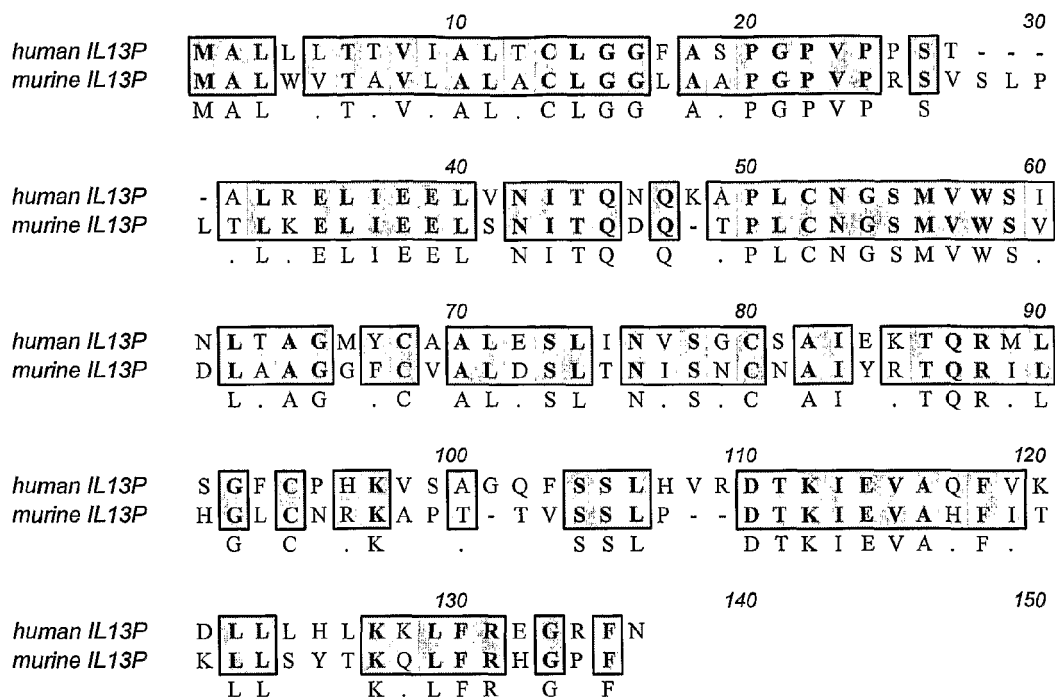 10 20 30
human IL13P M A L L L T T V I A L T C L G G F A S P G P V P P S T - - -
murine IL13P M A L W V T A V L A L A C L G G L A A P G P V P R S V S L P
M A L . T . V . A L . C L G G A . P G P V P S
40 50 60
human IL13P - A L R E L I E E L V N I T Q N Q K A P L C N G S M V W S I
murine IL13P L T L K E L I E E L S N I T Q D Q - T P L C N G S M V W S V
. L . E L I E E L N I T Q Q . P L C N G S M V W S .
70 80 90
human IL13P N L T A G M Y C A A L E S L I N V S G C S A I E K T Q R M L
murine IL13P D L A A G G F C V A L D S L T N I S N C N A I Y R T Q R I L
L . A G . C A L . S L N . S . C A I . T Q R . L
100 110 120
human IL13P S G F C P H K V S A G Q F S S L H V R D T K I E V A Q F V K
murine IL13P H G L C N R K A P T - T V S S L P - - D T K I E V A H F I T
G C . K . S S L D T K I E V A . F .
130 140 150
human IL13P D L L L H L K K L F R E G R F N
murine IL13P K L L S Y T K Q L F R H G P F
L L K . L F R G F